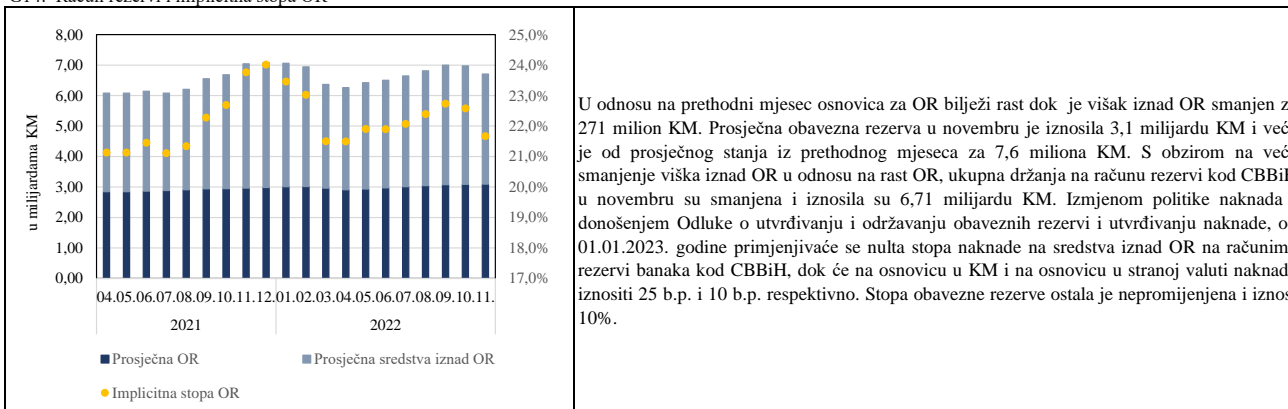 G14: Račun rezervi i implicitna stopa OR
8,00
7,00
6,00
5,00
4,00
3,00
2,00
1,00
0,00
u milijardama KM
25,0%
24,0%
23,0%
22,0%
21,0%
20,0%
19,0%
18,0%
17,0%
04.05.06.07.08.09.10.11.12.01.02.03.04.05.06.07.08.09.10.11.
2021 2022
Prosječna OR Prosječna sredstva iznad OR
Implicitna stopa OR
U odnosu na prethodni mjesec osnovica za OR bilježi rast dok je višak iznad OR smanjen z
271 milion KM. Prosječna obavezna rezerva u novembru je iznosila 3,1 milijardu KM i već
je od prosječnog stanja iz prethodnog mjeseca za 7,6 miliona KM. S obzirom na već
smanjenje viška iznad OR u odnosu na rast OR, ukupna držanja na računu rezervi kod CBBiH
u novembru su smanjena i iznosila su 6,71 milijardu KM. Izmjenom politike naknada
donošenjem Odluke o utvrđivanju i održavanju obaveznih rezervi i utvrđivanju naknade, o
01.01.2023. godine primjenjivaće se nulta stopa naknade na sredstva iznad OR na računim
rezervi banaka kod CBBiH, dok će na osnovicu u KM i na osnovicu u stranoj valuti naknad
iznositi 25 b.p. i 10 b.p. respektivno. Stopa obavezne rezerve ostala je nepromijenjena i iznos
10%.